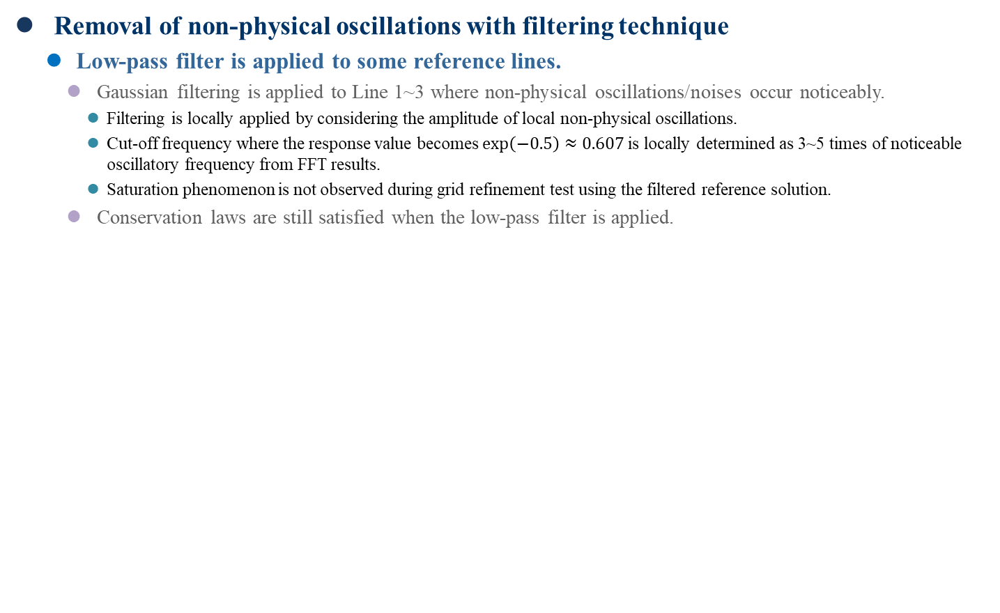 Removal of non-physical oscillations with filtering technique
Low-pass filter is applied to some reference lines.
Gaussian filtering is applied to Line 1~3 where non-physical oscillations/noises occur noticeably.
Filtering is locally applied by considering the amplitude of local non-physical oscillations.
Cut-off frequency where the response value becomes exp(−0.5) ≈ 0.607 is locally determined as 3~5 times of noticeable
oscillatory frequency from FFT results.
Saturation phenomenon is not observed during grid refinement test using the filtered reference solution.
Conservation laws are still satisfied when the low-pass filter is applied.